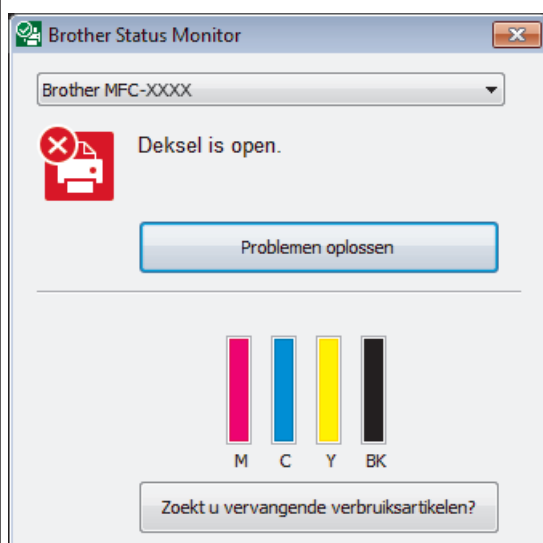 Brother Status Monitor
Brother MFC-XXXX
Deksel is open.
Problemen oplossen
M C Y BK
Zoekt u vervangende verbruiksartikelen?